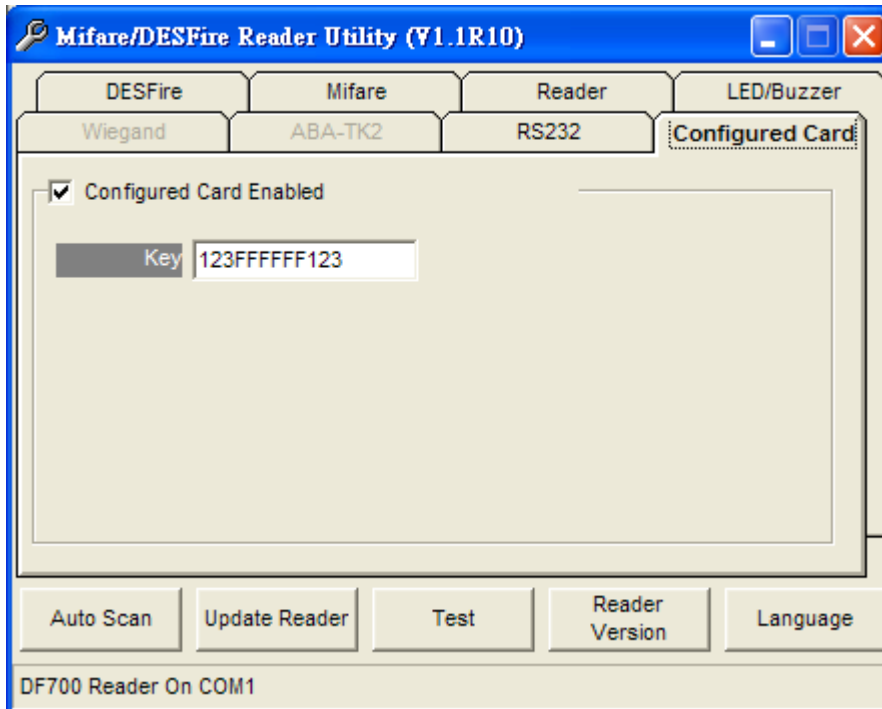 Mifare/DESFire Reader Utility (V1.1R10)
DESFire Mifare Reader LED/Buzzer
Wiegand ABA-TK2 RS232 Configured Card
Configured Card Enabled
Key 123FFFFFF123
Auto Scan Update Reader Test Reader Version Language
DF700 Reader On COM1